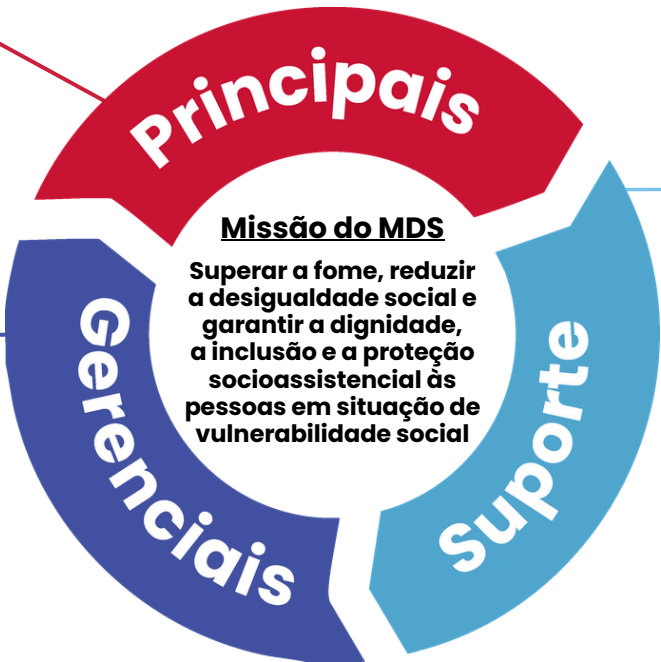 Principais
Missão do MDS
Superar a fome, reduzir
a desigualdade social e
garantir a dignidade,
a inclusão e a proteção
socioassistencial às
pessoas em situação de
vulnerabilidade social
Gerenciais
Suporte